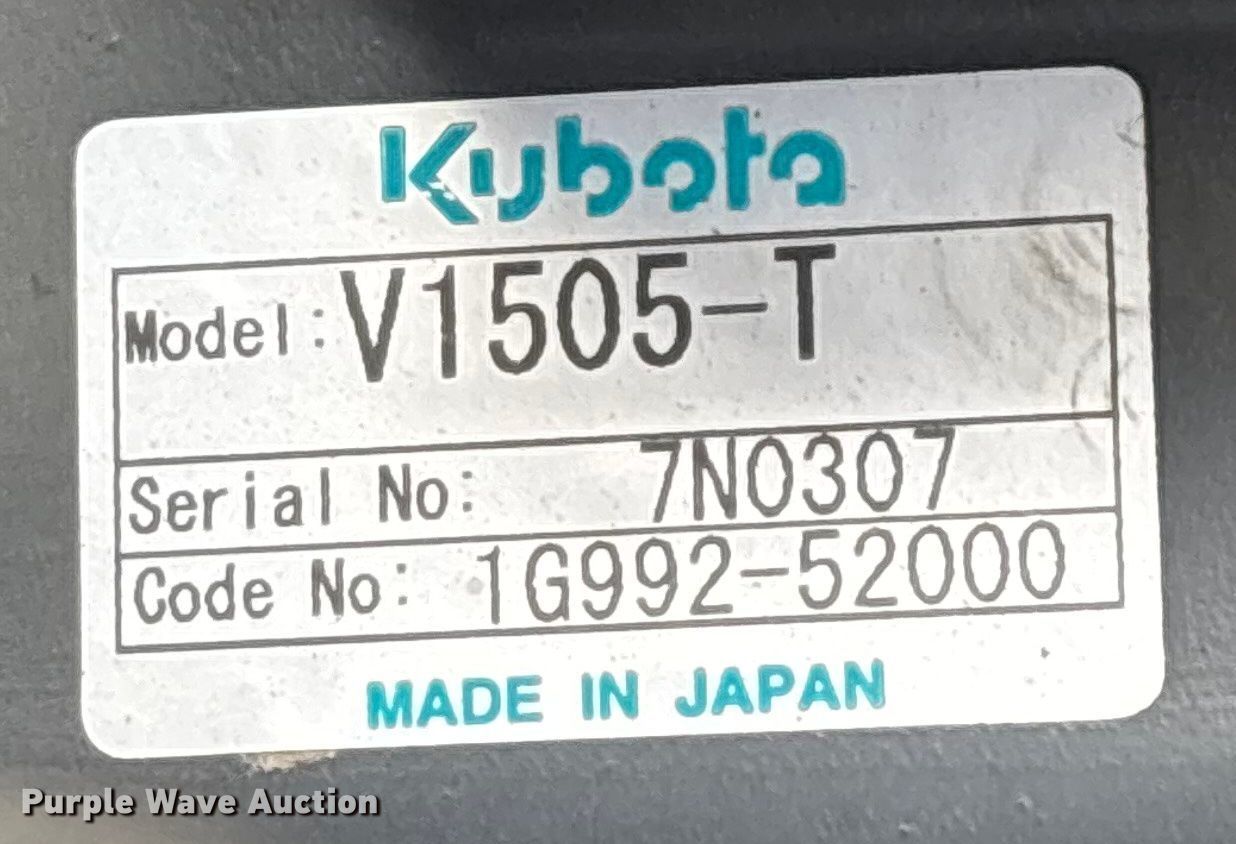 Kubota
Model: V1505-T
Serial No: 7N0307
Code No: 1G992-52000
MADE IN JAPAN
Purple Wave Auction